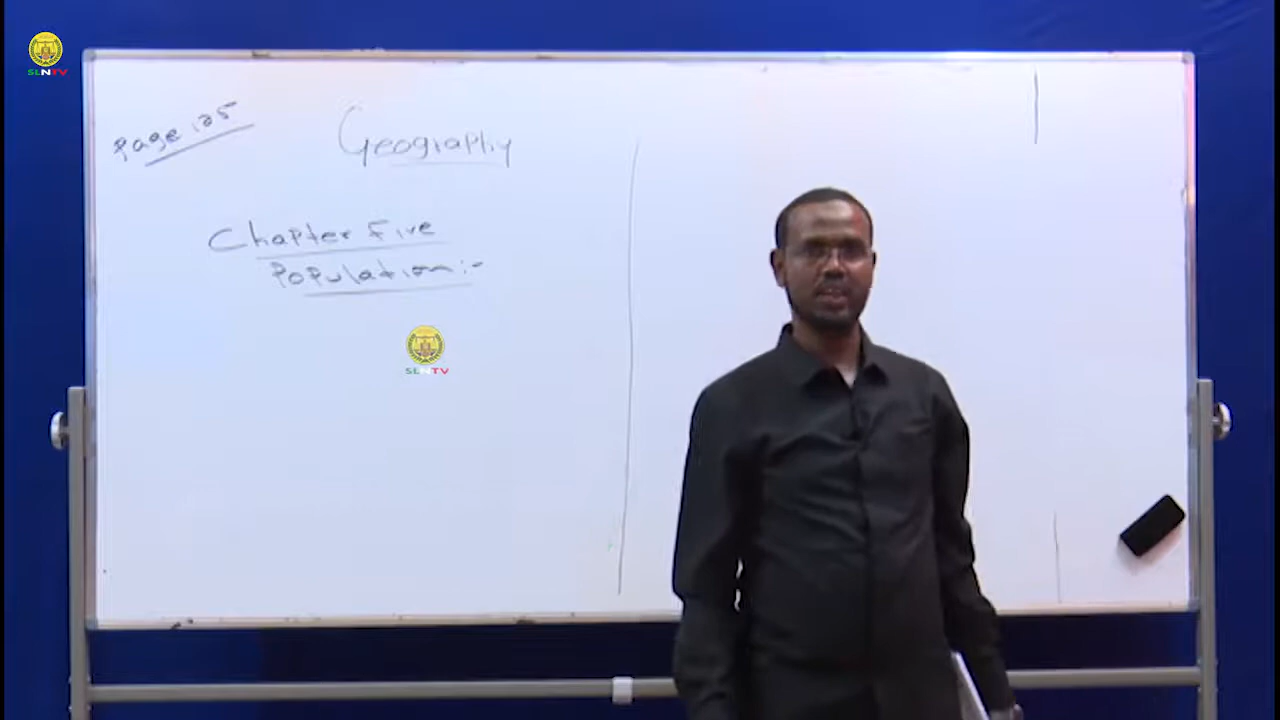 SLNTV
Page 125
Geography
Chapter Five
Population:-
SLNTV